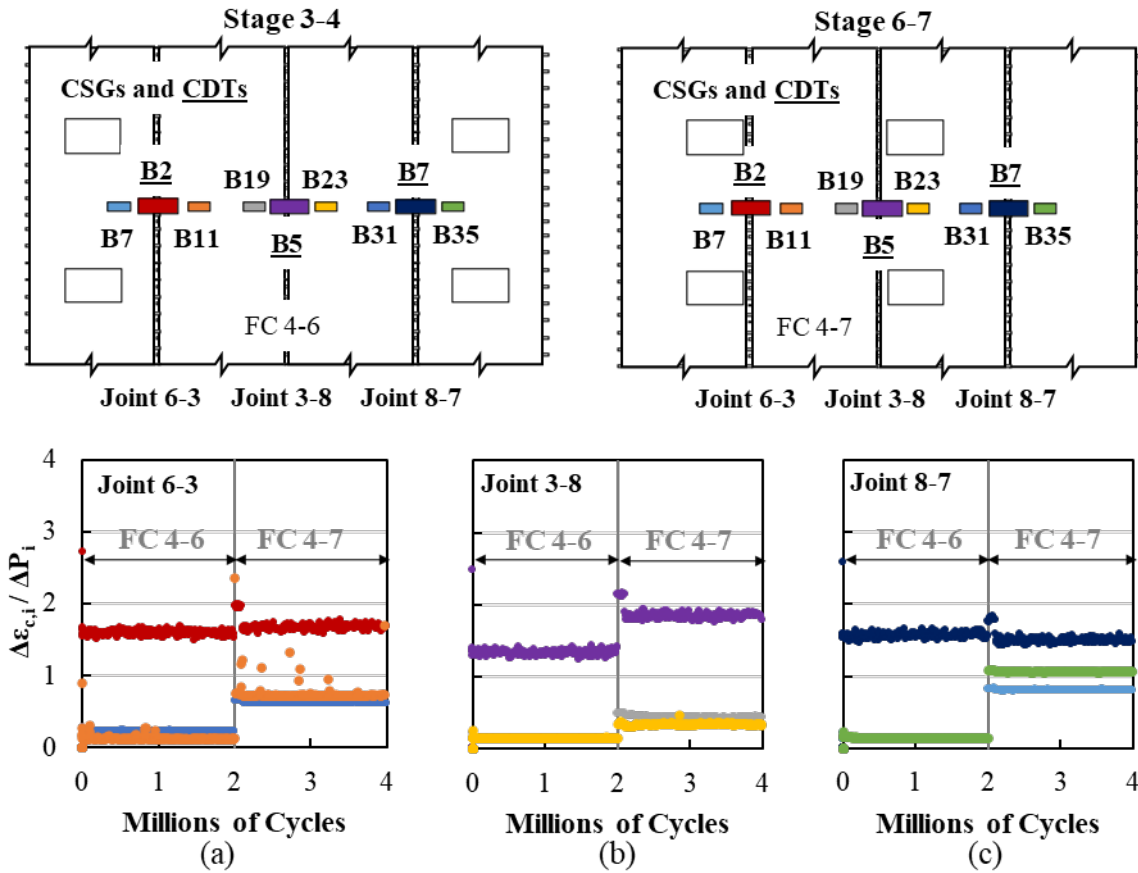 Stage 3-4
CSGs and CDTs
B2
B19
B23
B7
B7
B11
B5
B31
B35
FC 4-6
Joint 6-3
Joint 3-8
Joint 8-7
Stage 6-7
CSGs and CDTs
B2
B19
B23
B7
B7
B11
B5
B31
B35
FC 4-7
Joint 6-3
Joint 3-8
Joint 8-7
Δε_c,i / ΔP_i
4
3
2
1
0
Joint 6-3
FC 4-6
FC 4-7
0 1 2 3 4
Millions of Cycles
(a)
Joint 3-8
FC 4-6
FC 4-7
0 1 2 3 4
Millions of Cycles
(b)
Joint 8-7
FC 4-6
FC 4-7
0 1 2 3 4
Millions of Cycles
(c)